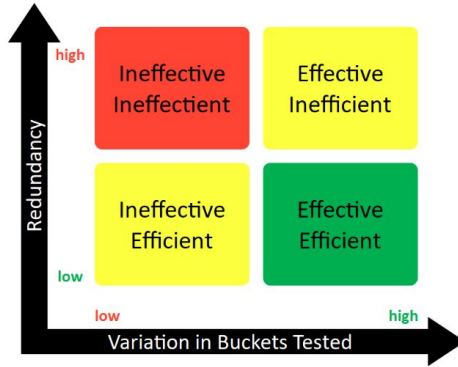 high
Ineffective
Ineffectient
Effective
Inefficient
Redundancy
Ineffective
Efficient
Effective
Efficient
low
low
high
Variation in Buckets Tested